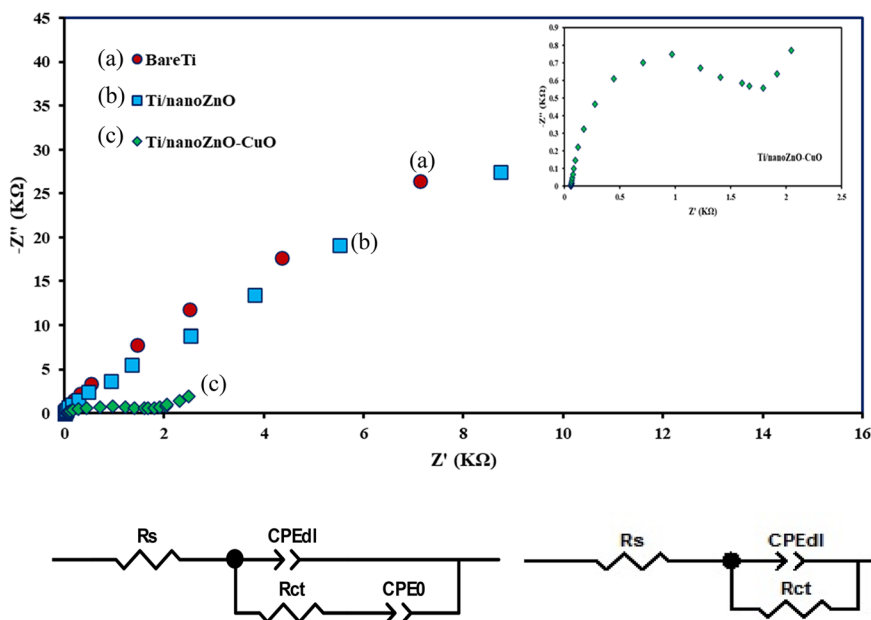 45
40
35
30
25
20
15
10
5
0
-Z'' (KΩ)
(a) BareTi
(b) Ti/nanoZnO
(c) Ti/nanoZnO-CuO
(a)
(b)
(c)
0 2 4 6 8 10 12 14 16
Z' (KΩ)
0.9
0.8
0.7
0.6
0.5
0.4
0.3
0.2
0.1
0
-Z'' (KΩ)
Ti/nanoZnO-CuO
0 0.5 1 1.5 2 2.5
Z' (KΩ)
Rs CPEdl
Rct CPE0
Rs CPEdl
Rct